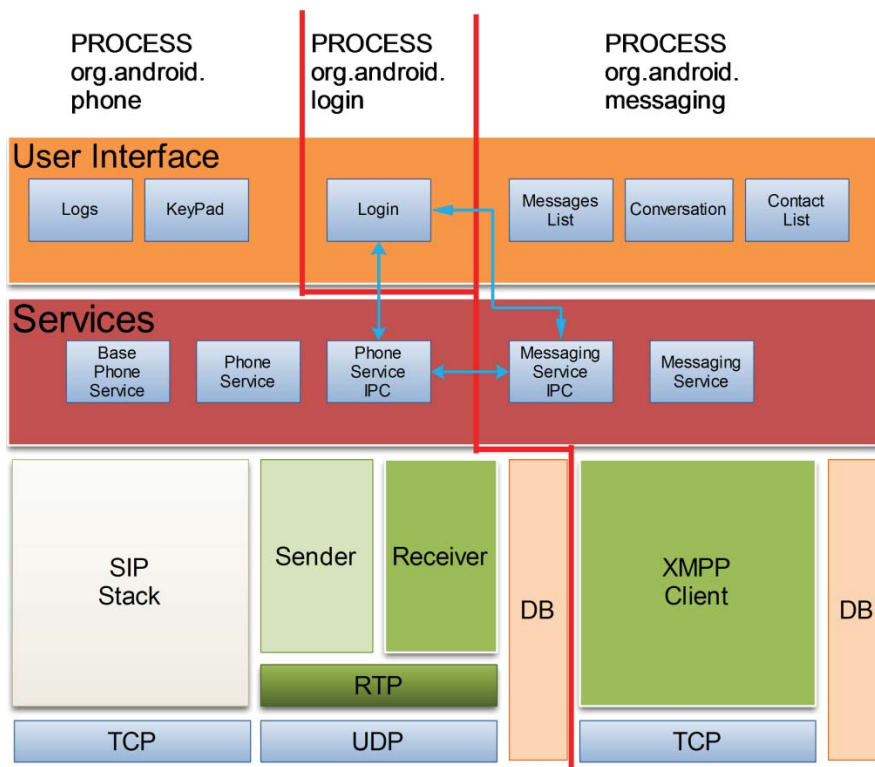 PROCESS
org.android.
phone
PROCESS
org.android.
login
PROCESS
org.android.
messaging
User Interface
Logs
KeyPad
Login
Messages
List
Conversation
Contact
List
Services
Base
Phone
Service
Phone
Service
Phone
Service
IPC
Messaging
Service
IPC
Messaging
Service
SIP
Stack
Sender
Receiver
RTP
DB
XMPP
Client
DB
TCP
UDP
TCP